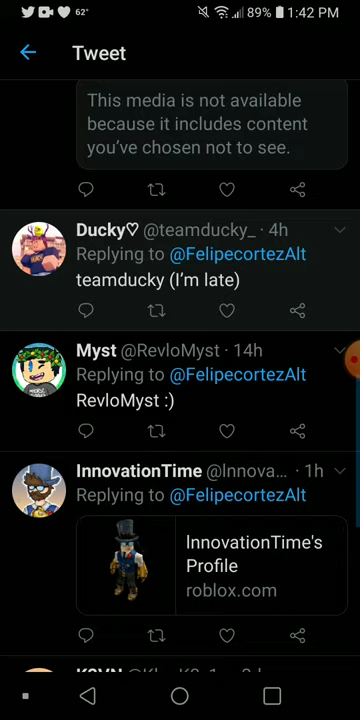 62° 89% 1:42 PM
Tweet
This media is not available
because it includes content
you've chosen not to see.
Ducky♡ @teamducky_ · 4h
Replying to @FelipecortezAlt
teamducky (I'm late)
Myst @RevloMyst · 14h
Replying to @FelipecortezAlt
RevloMyst :)
InnovationTime @Innova... · 1h
Replying to @FelipecortezAlt
InnovationTime's
Profile
roblox.com